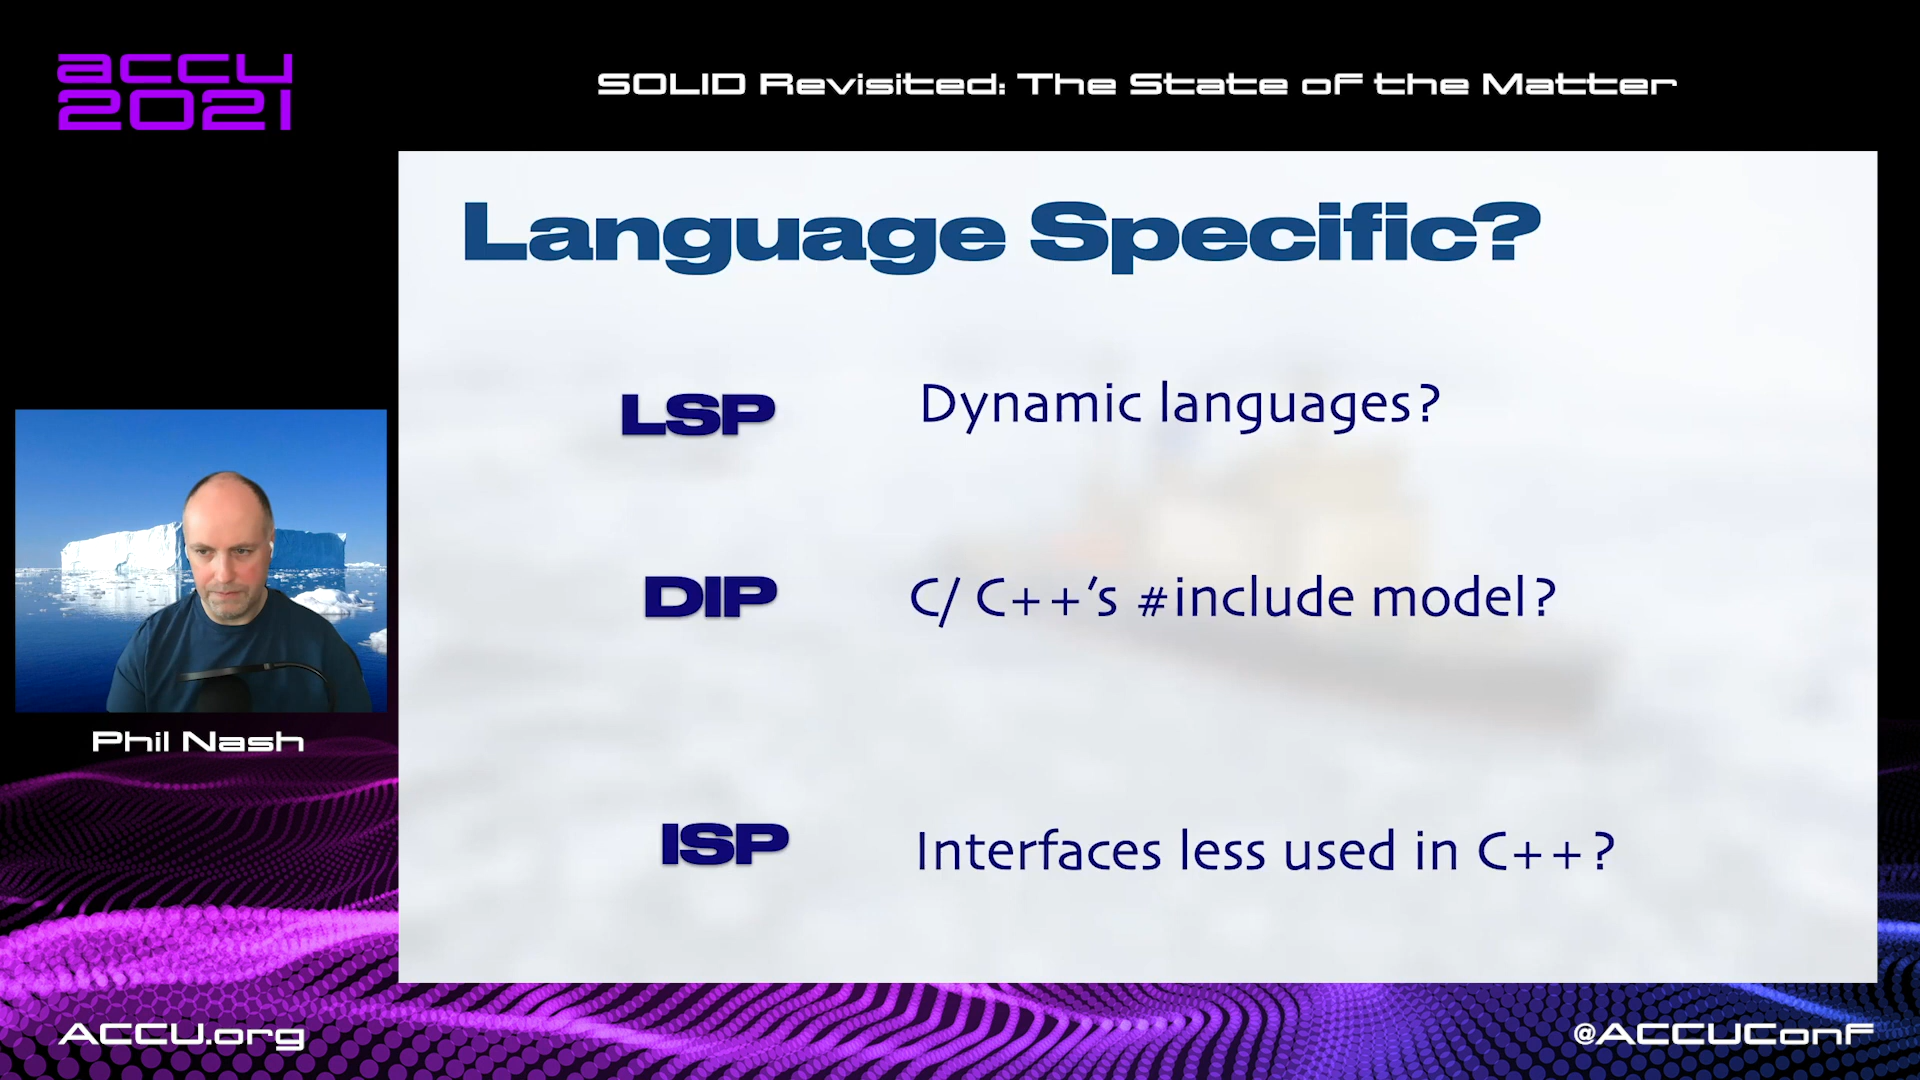 accu
2021
SOLID Revisited: The State of the Matter
Language Specific?
LSP Dynamic languages?
DIP C/ C++'s #include model?
ISP Interfaces less used in C++?
Phil Nash
ACCU.org
@ACCUConf